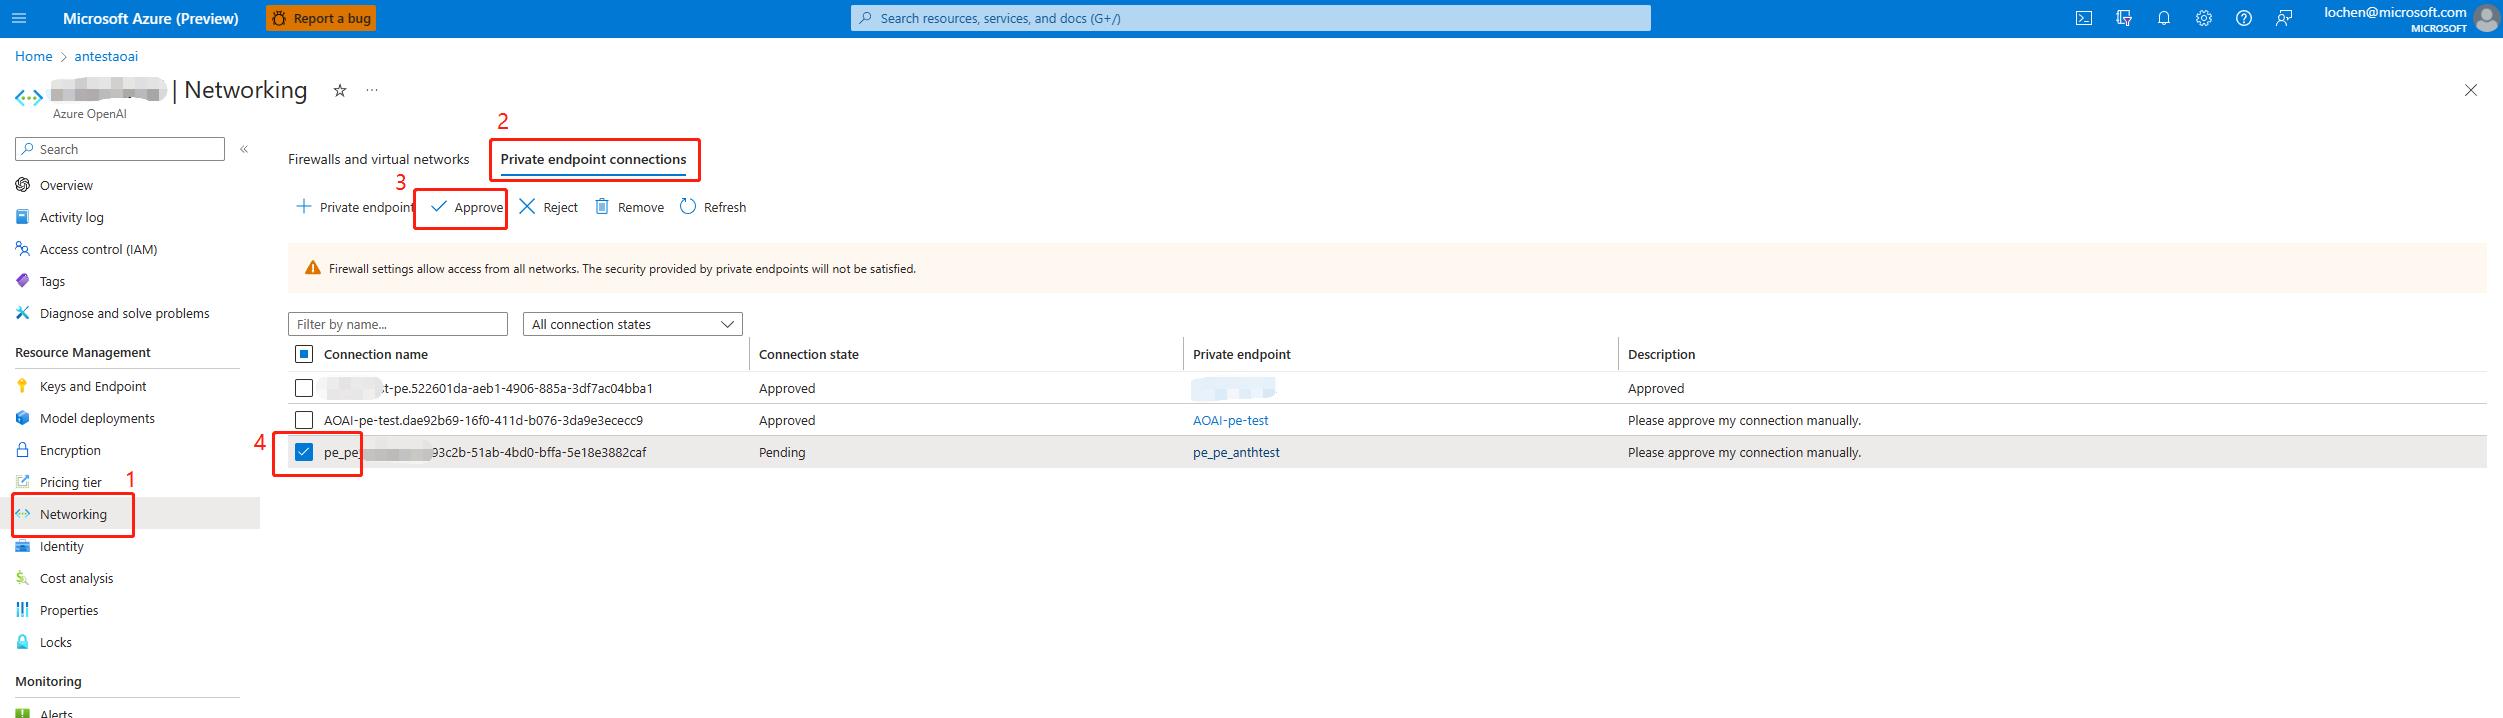 Microsoft Azure (Preview)
Report a bug
Search resources, services, and docs (G+/)
lochen@microsoft.com
MICROSOFT
Home > antestaoai
| Networking
Azure OpenAI
Search
Overview
Activity log
Access control (IAM)
Tags
Diagnose and solve problems
Resource Management
Keys and Endpoint
Model deployments
Encryption
Pricing tier
1
Networking
Identity
Cost analysis
Properties
Locks
Monitoring
Alerts
2
Firewalls and virtual networks
Private endpoint connections
3
Private endpoint
Approve
Reject
Remove
Refresh
Firewall settings allow access from all networks. The security provided by private endpoints will not be satisfied.
Filter by name...
All connection states
Connection name
Connection state
Private endpoint
Description
st-pe.522601da-aeb1-4906-885a-3df7ac04bba1
Approved
Approved
AOAI-pe-test.dae92b69-16f0-411d-b076-3da9e3ececc9
Approved
AOAI-pe-test
Please approve my connection manually.
4
pe_pe
93c2b-51ab-4bd0-bffa-5e18e3882caf
Pending
pe_pe_anthtest
Please approve my connection manually.